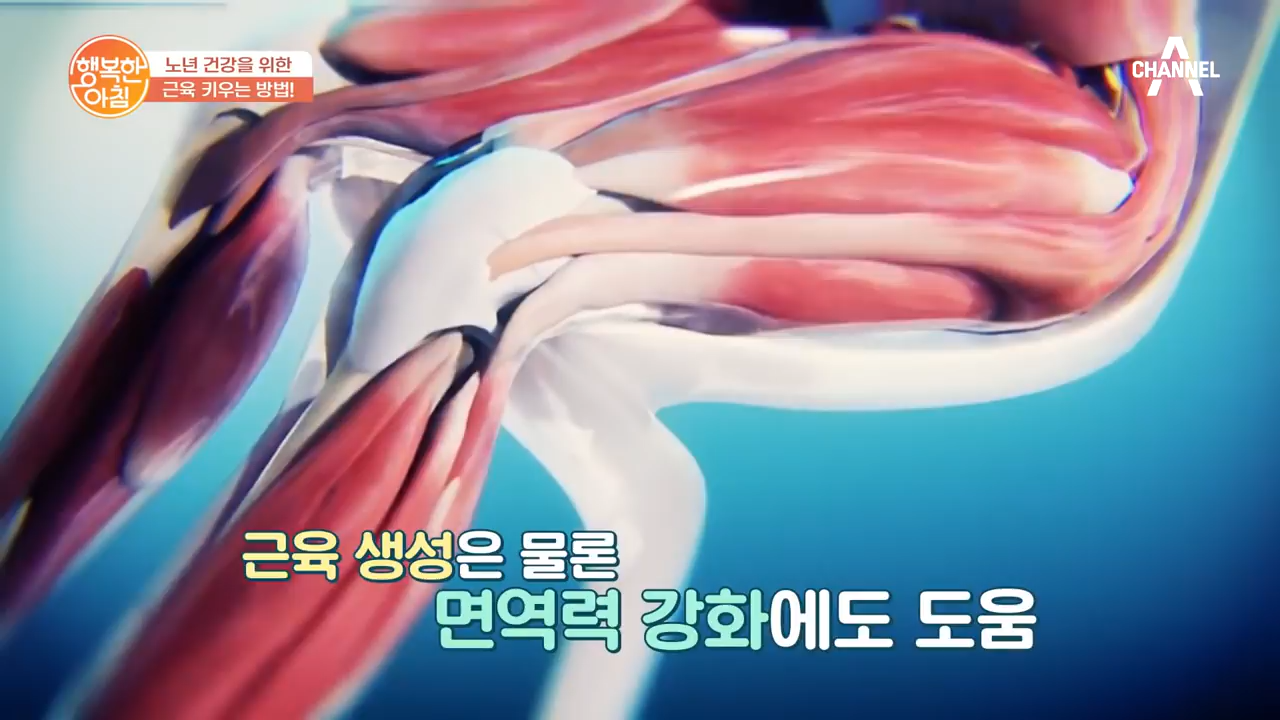 행복한
아침
노년 건강을 위한
근육 키우는 방법!
CHANNEL A
근육 생성은 물론
면역력 강화에도 도움